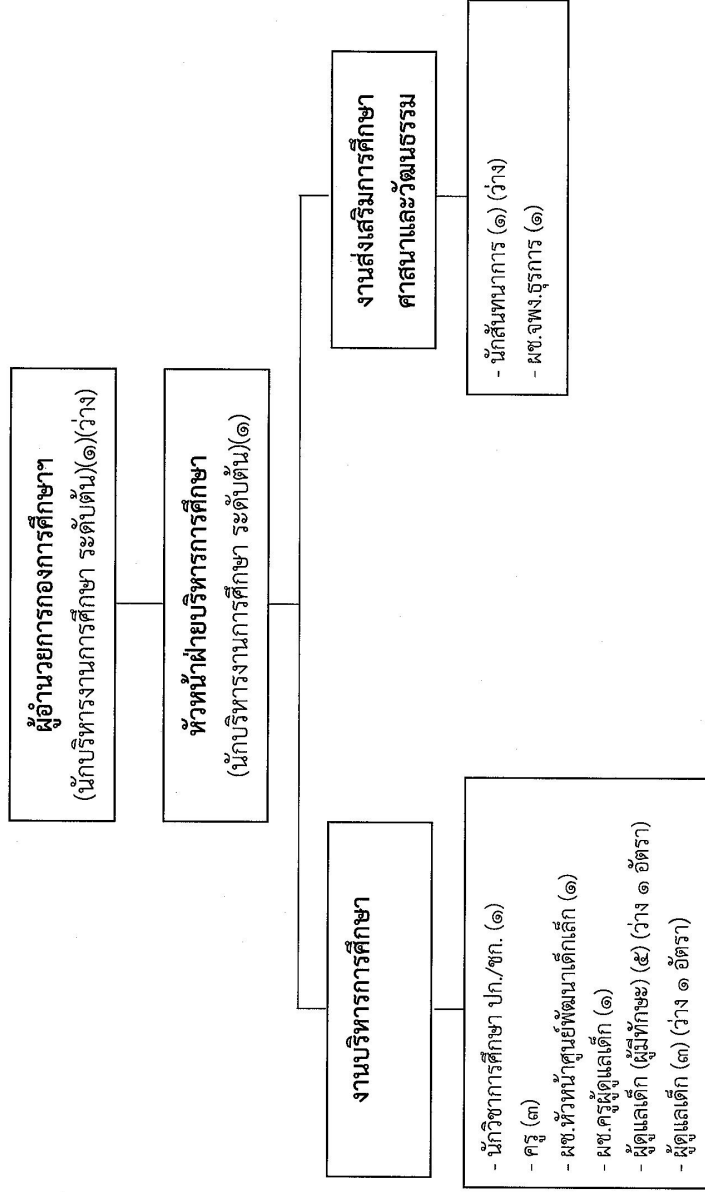 ผู้อำนวยการกองการศึกษาฯ
(นักบริหารงานการศึกษา ระดับต้น)(๑)(ว่าง)
หัวหน้าฝ่ายบริหารการศึกษา
(นักบริหารงานการศึกษา ระดับต้น)(๑)
งานบริหารการศึกษา
- นักวิชาการศึกษา ปก./ชก. (๑)
- ครู (๓)
- ผช.หัวหน้าศูนย์พัฒนาเด็กเล็ก (๑)
- ผช.ครูผู้ดูแลเด็ก (๑)
- ผู้ดูแลเด็ก (ผู้มีทักษะ) (๕) (ว่าง ๑ อัตรา)
- ผู้ดูแลเด็ก (๓) (ว่าง ๑ อัตรา)
งานส่งเสริมการศึกษา
ศาสนาและวัฒนธรรม
- นักสันทนาการ (๑) (ว่าง)
- ผช.จพง.ธุรการ (๑)